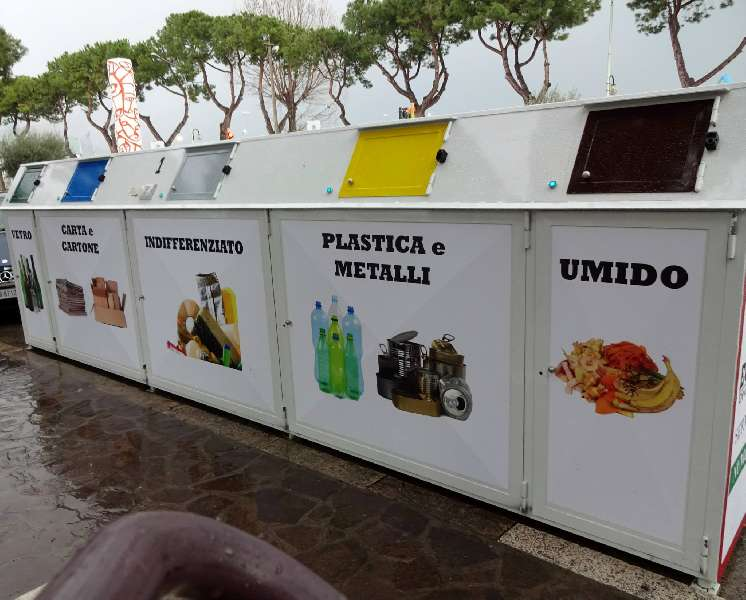 VETRO
CARTA e
CARTONE
INDIFFERENZIATO
PLASTICA e
METALLI
UMIDO